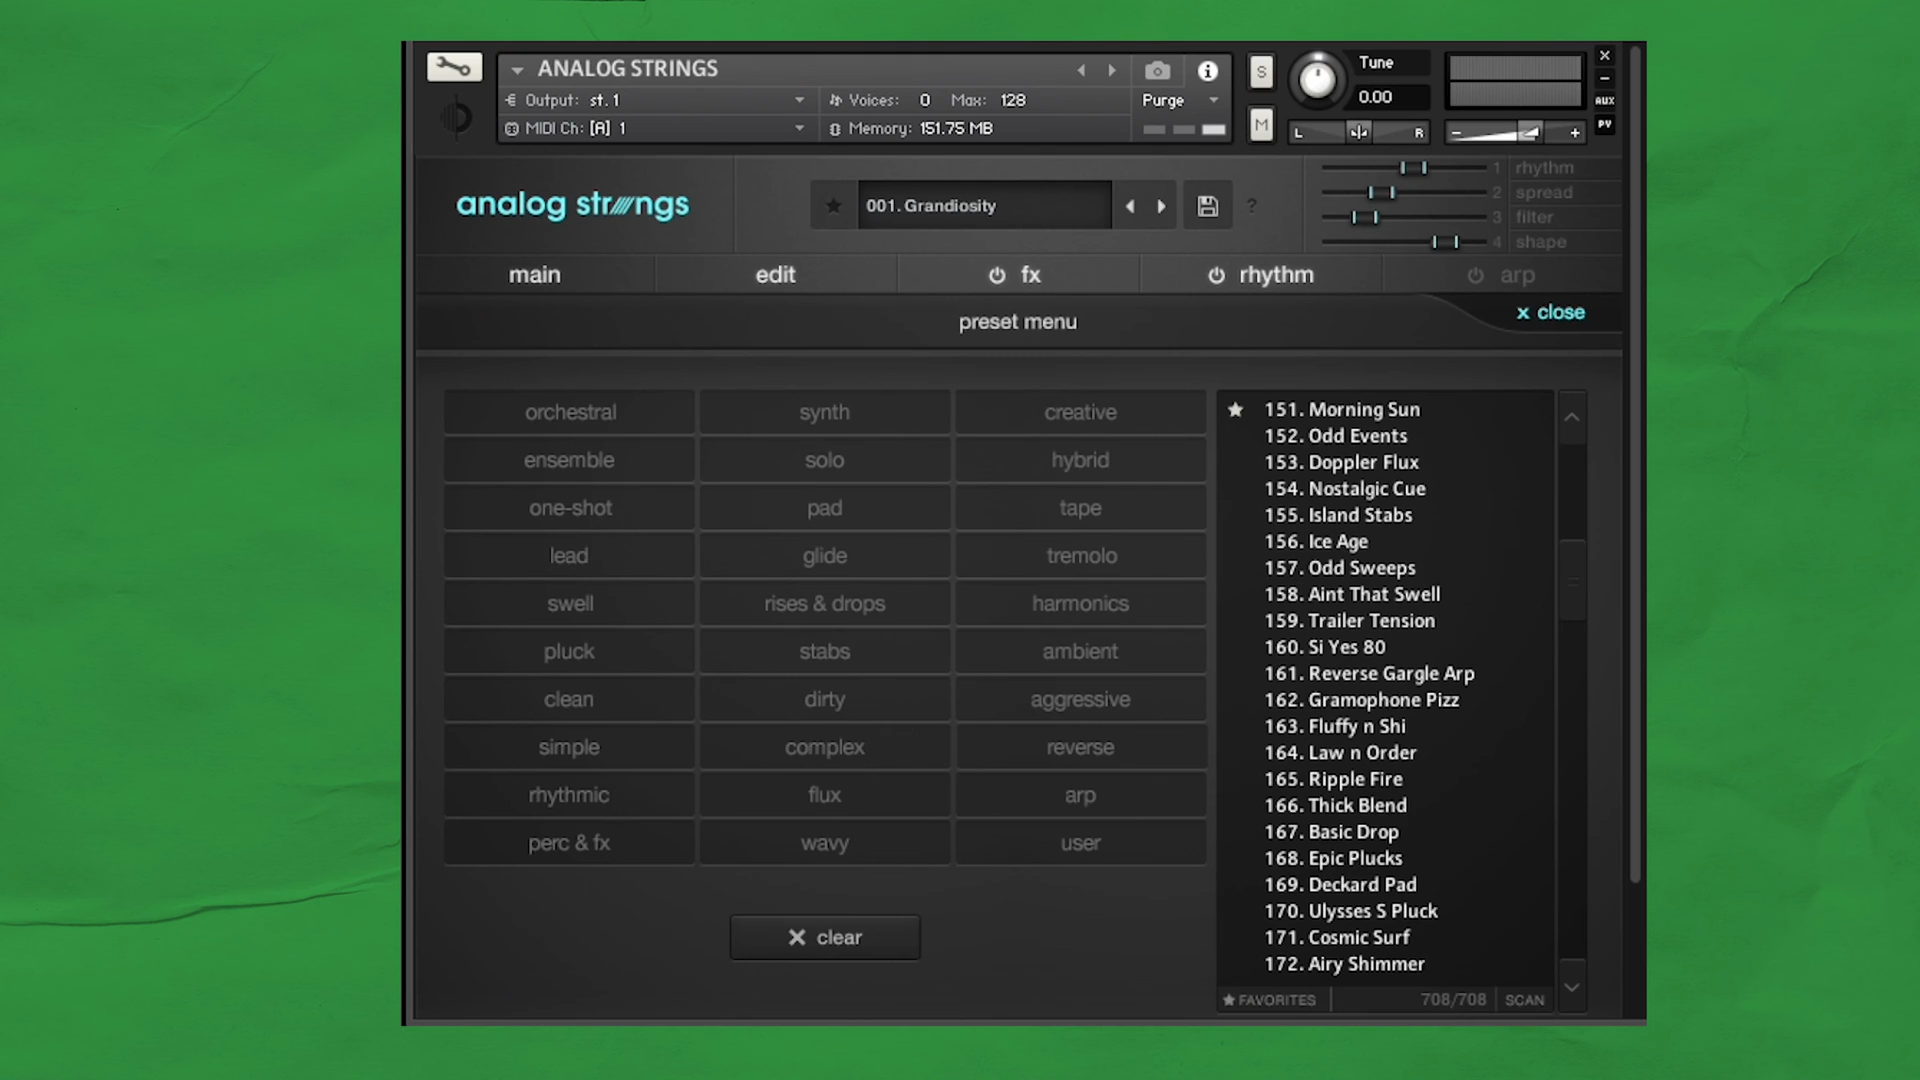 ANALOG STRINGS
Output: st. 1
Voices: 0 Max: 128
Purge
MIDI Ch: [A] 1
Memory: 151.75 MB
S
M
Tune
0.00
L
R
AUX
PV
analog strings
001. Grandiosity
?
1 rhythm
2 spread
3 filter
4 shape
main
edit
fx
rhythm
arp
preset menu
x close
orchestral
synth
creative
ensemble
solo
hybrid
one-shot
pad
tape
lead
glide
tremolo
swell
rises & drops
harmonics
pluck
stabs
ambient
clean
dirty
aggressive
simple
complex
reverse
rhythmic
flux
arp
perc & fx
wavy
user
clear
151. Morning Sun
152. Odd Events
153. Doppler Flux
154. Nostalgic Cue
155. Island Stabs
156. Ice Age
157. Odd Sweeps
158. Aint That Swell
159. Trailer Tension
160. Si Yes 80
161. Reverse Gargle Arp
162. Gramophone Pizz
163. Fluffy n Shi
164. Law n Order
165. Ripple Fire
166. Thick Blend
167. Basic Drop
168. Epic Plucks
169. Deckard Pad
170. Ulysses S Pluck
171. Cosmic Surf
172. Airy Shimmer
FAVORITES
708/708
SCAN